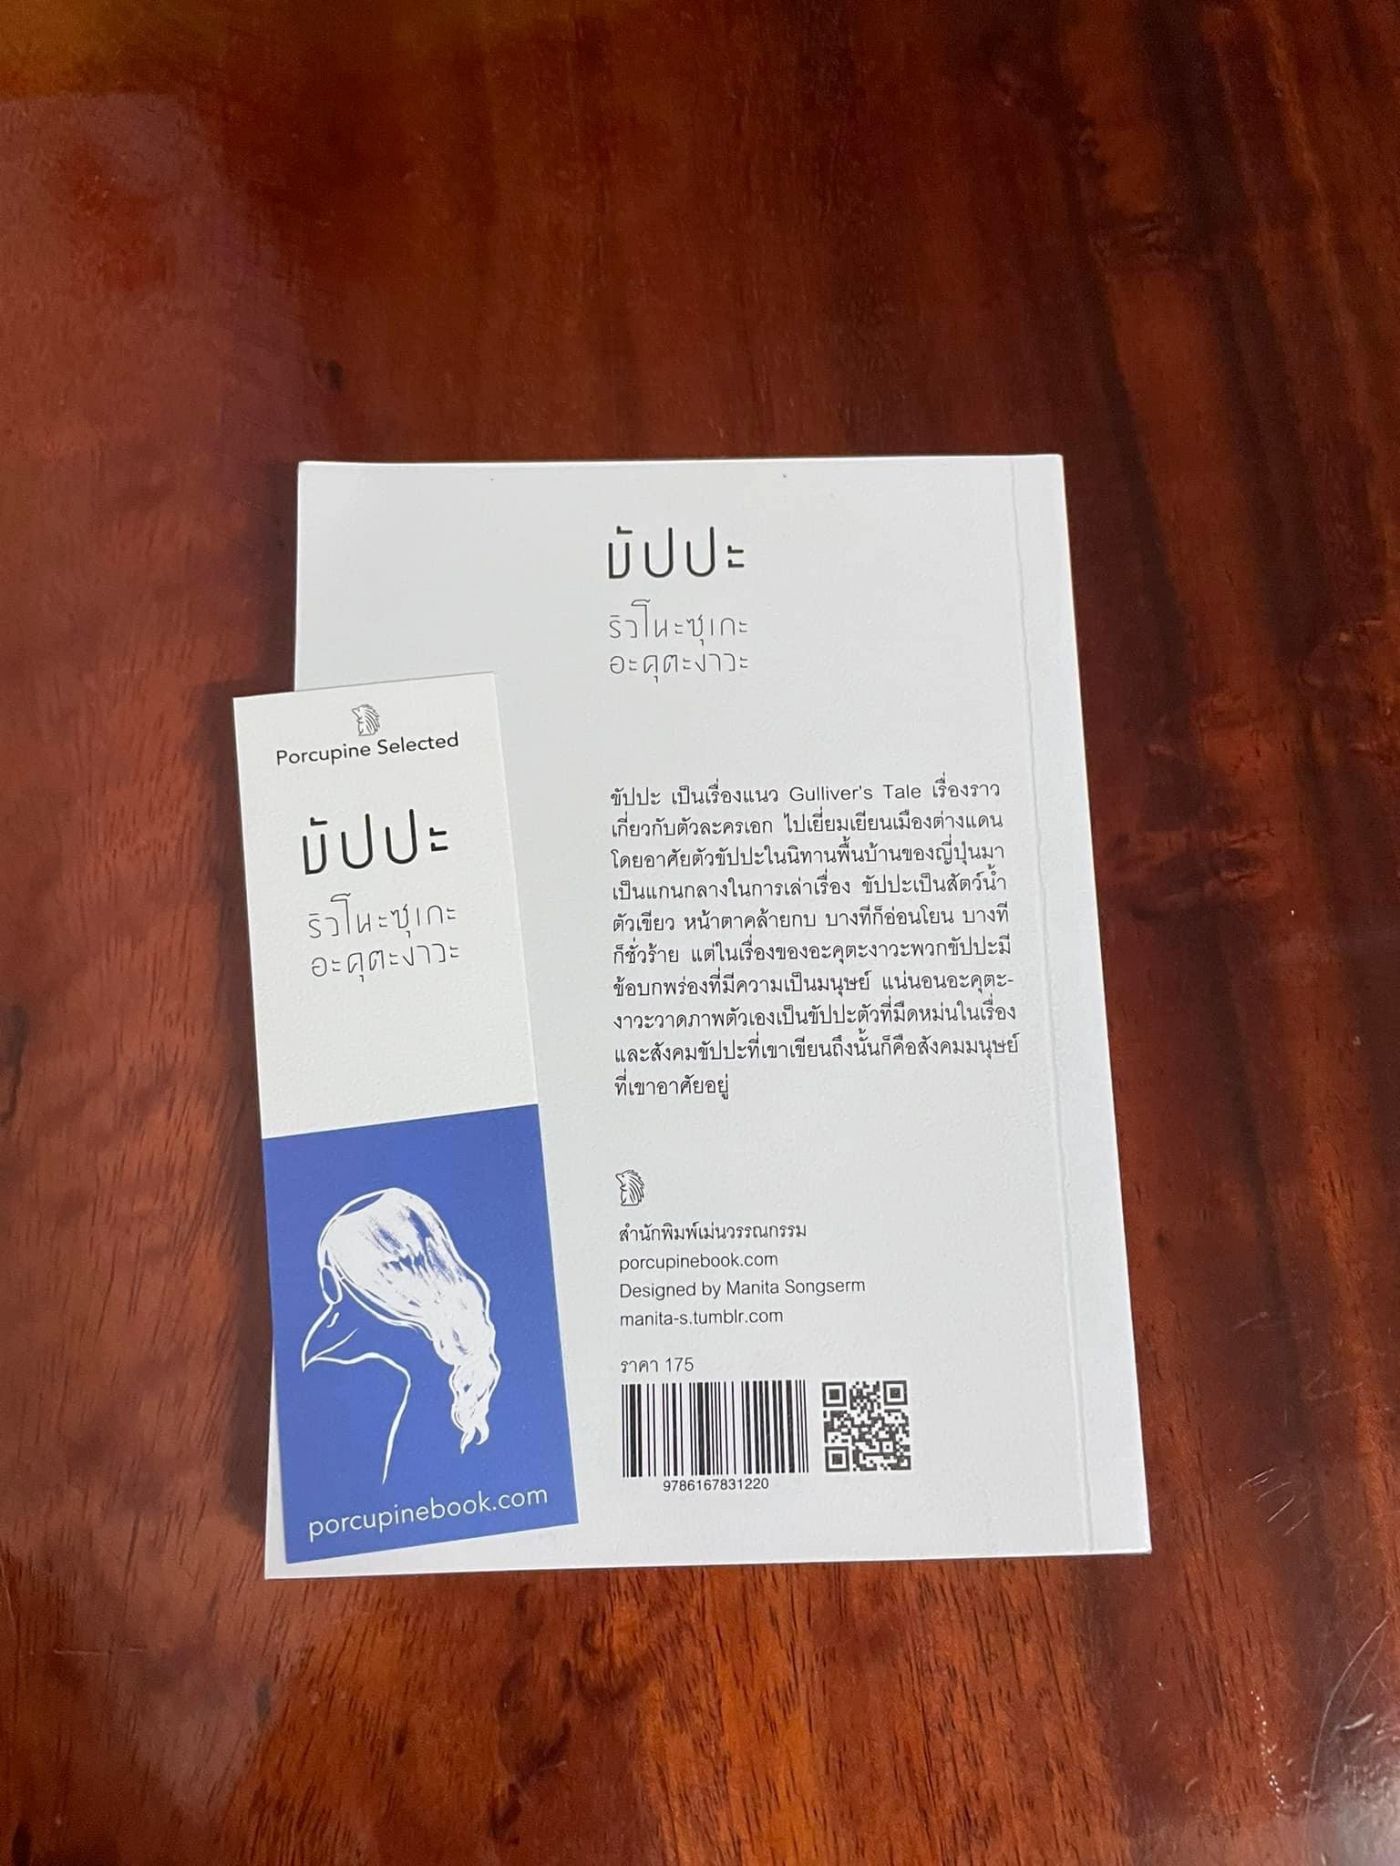 ขัปปะ
ริวโนะซุเกะ
อะคุตะงาวะ
ขัปปะ เป็นเรื่องแนว Gulliver's Tale เรื่องราว
เกี่ยวกับตัวละครเอก ไปเยี่ยมเยียนเมืองต่างแดน
โดยอาศัยตัวขัปปะในนิทานพื้นบ้านของญี่ปุ่นมา
เป็นแกนกลางในการเล่าเรื่อง ขัปปะเป็นสัตว์น้ำ
ตัวเขียว หน้าตาคล้ายกบ บางทีก็อ่อนโยน บางที
ก็ชั่วร้าย แต่ในเรื่องของอะคุตะงาวะพวกขัปปะมี
ข้อบกพร่องที่มีความเป็นมนุษย์ แน่นอนอะคุตะ-
งาวะวาดภาพตัวเองเป็นขัปปะตัวที่มืดหม่นในเรื่อง
และสังคมขัปปะที่เขาเขียนถึงนั้นก็คือสังคมมนุษย์
ที่เขาอาศัยอยู่
สำนักพิมพ์เม่นวรรณกรรม
porcupinebook.com
Designed by Manita Songserm
manita-s.tumblr.com
ราคา 175
9786167831220
Porcupine Selected
ขัปปะ
ริวโนะซุเกะ
อะคุตะงาวะ
porcupinebook.com